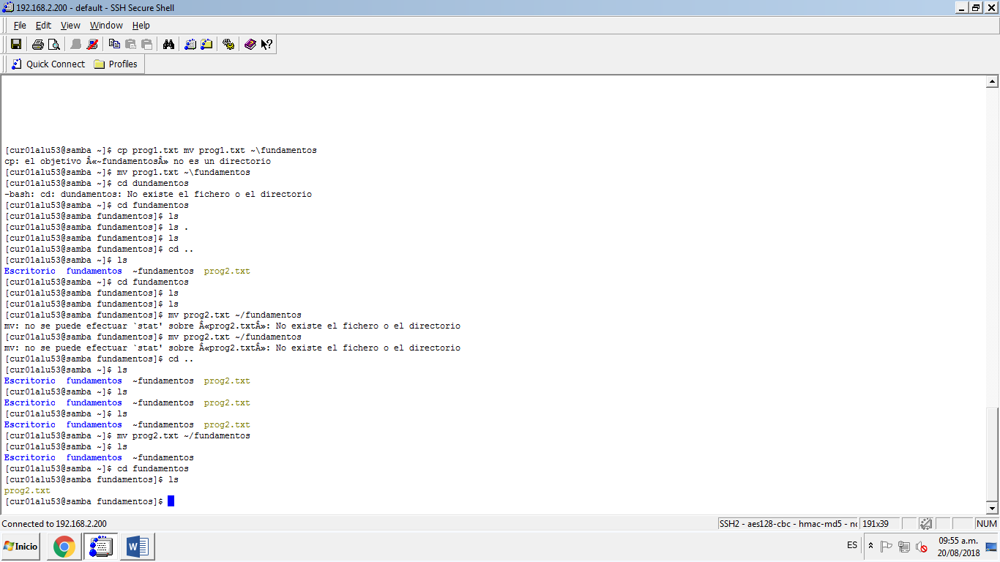 192.168.2.200 - default - SSH Secure Shell
File Edit View Window Help
Quick Connect Profiles
[cur01alu53@samba ~]$ cp prog1.txt mv prog1.txt ~\fundamentos
cp: el objetivo Â«~fundamentosÂ» no es un directorio
[cur01alu53@samba ~]$ mv prog1.txt ~\fundamentos
[cur01alu53@samba ~]$ cd dundamentos
-bash: cd: dundamentos: No existe el fichero o el directorio
[cur01alu53@samba ~]$ cd fundamentos
[cur01alu53@samba fundamentos]$ ls
[cur01alu53@samba fundamentos]$ ls .
[cur01alu53@samba fundamentos]$ ls
[cur01alu53@samba fundamentos]$ cd ..
[cur01alu53@samba ~]$ ls
Escritorio fundamentos ~fundamentos prog2.txt
[cur01alu53@samba ~]$ cd fundamentos
[cur01alu53@samba fundamentos]$ ls
[cur01alu53@samba fundamentos]$ ls
[cur01alu53@samba fundamentos]$ mv prog2.txt ~/fundamentos
mv: no se puede efectuar `stat' sobre Â«prog2.txtÂ»: No existe el fichero o el directorio
[cur01alu53@samba fundamentos]$ mv prog2.txt ~/fundamentos
mv: no se puede efectuar `stat' sobre Â«prog2.txtÂ»: No existe el fichero o el directorio
[cur01alu53@samba fundamentos]$ cd ..
[cur01alu53@samba ~]$ ls
Escritorio fundamentos ~fundamentos prog2.txt
[cur01alu53@samba ~]$ ls
Escritorio fundamentos ~fundamentos prog2.txt
[cur01alu53@samba ~]$ ls
Escritorio fundamentos ~fundamentos prog2.txt
[cur01alu53@samba ~]$ mv prog2.txt ~/fundamentos
[cur01alu53@samba ~]$ ls
Escritorio fundamentos ~fundamentos
[cur01alu53@samba ~]$ cd fundamentos
[cur01alu53@samba fundamentos]$ ls
prog2.txt
[cur01alu53@samba fundamentos]$
Connected to 192.168.2.200 SSH2 - aes128-cbc - hmac-md5 - 191x39 NUM
Inicio ES 09:55 a.m.
20/08/2018